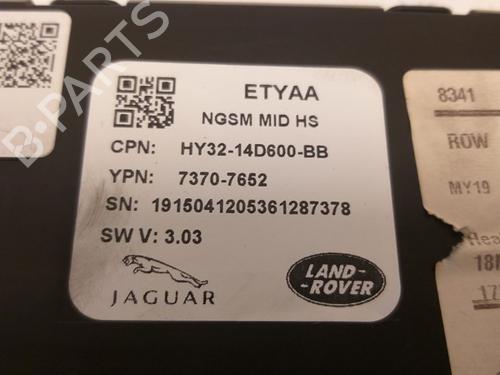 ETYAA
NGSM MID HS
CPN: HY32-14D600-BB
YPN: 7370-7652
SN: 1915041205361287378
SW V: 3.03
JAGUAR
LAND-
ROVER
8341
ROW
MY19
18
B-PARTS